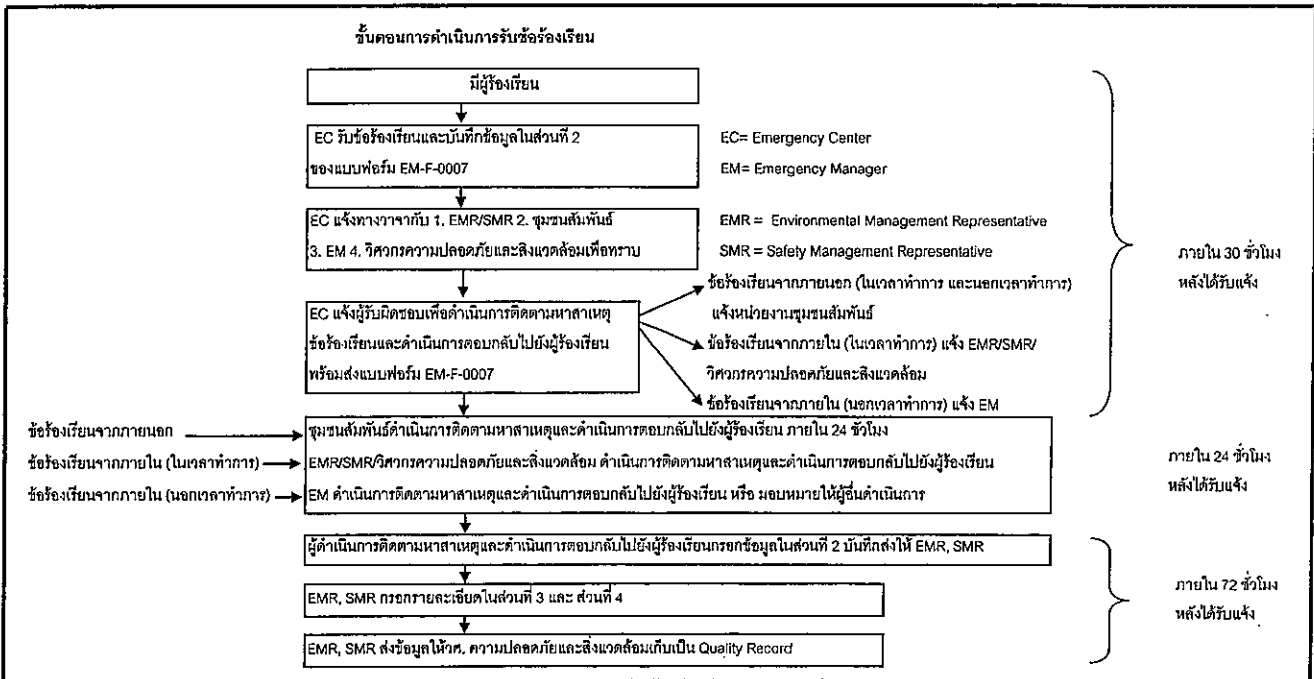 ขั้นตอนการดำเนินการรับข้อร้องเรียน
มีผู้ร้องเรียน
EC รับข้อร้องเรียนและบันทึกข้อมูลในส่วนที่ 2
ของแบบฟอร์ม EM-F-0007
EC= Emergency Center
EM= Emergency Manager
EC แจ้งทางวาจากับ 1. EMR/SMR 2. ชุมชนสัมพันธ์
3. EM 4. วิศวกรความปลอดภัยและสิ่งแวดล้อมเพื่อทราบ
EMR = Environmental Management Representative
SMR = Safety Management Representative
ภายใน 30 ชั่วโมง
หลังได้รับแจ้ง
EC แจ้งผู้รับผิดชอบเพื่อดำเนินการติดตามหาสาเหตุ
ข้อร้องเรียนและดำเนินการตอบกลับไปยังผู้ร้องเรียน
พร้อมส่งแบบฟอร์ม EM-F-0007
ข้อร้องเรียนจากภายนอก (ในเวลาทำการ และนอกเวลาทำการ)
แจ้งหน่วยงานชุมชนสัมพันธ์
ข้อร้องเรียนจากภายใน (ในเวลาทำการ) แจ้ง EMR/SMR/
วิศวกรความปลอดภัยและสิ่งแวดล้อม
ข้อร้องเรียนจากภายใน (นอกเวลาทำการ) แจ้ง EM
ข้อร้องเรียนจากภายนอก
ข้อร้องเรียนจากภายใน (ในเวลาทำการ)
ข้อร้องเรียนจากภายใน (นอกเวลาทำการ)
ชุมชนสัมพันธ์ดำเนินการติดตามหาสาเหตุและดำเนินการตอบกลับไปยังผู้ร้องเรียน ภายใน 24 ชั่วโมง
EMR/SMR/วิศวกรความปลอดภัยและสิ่งแวดล้อม ดำเนินการติดตามหาสาเหตุและดำเนินการตอบกลับไปยังผู้ร้องเรียน
EM ดำเนินการติดตามหาสาเหตุและดำเนินการตอบกลับไปยังผู้ร้องเรียน หรือ มอบหมายให้ผู้อื่นดำเนินการ
ภายใน 24 ชั่วโมง
หลังได้รับแจ้ง
ผู้ดำเนินการติดตามหาสาเหตุและดำเนินการตอบกลับไปยังผู้ร้องเรียนกรอกข้อมูลในส่วนที่ 2 บันทึกส่งให้ EMR, SMR
EMR, SMR กรอกรายละเอียดในส่วนที่ 3 และ ส่วนที่ 4
EMR, SMR ส่งข้อมูลให้วศ. ความปลอดภัยและสิ่งแวดล้อมเก็บเป็น Quality Record
ภายใน 72 ชั่วโมง
หลังได้รับแจ้ง